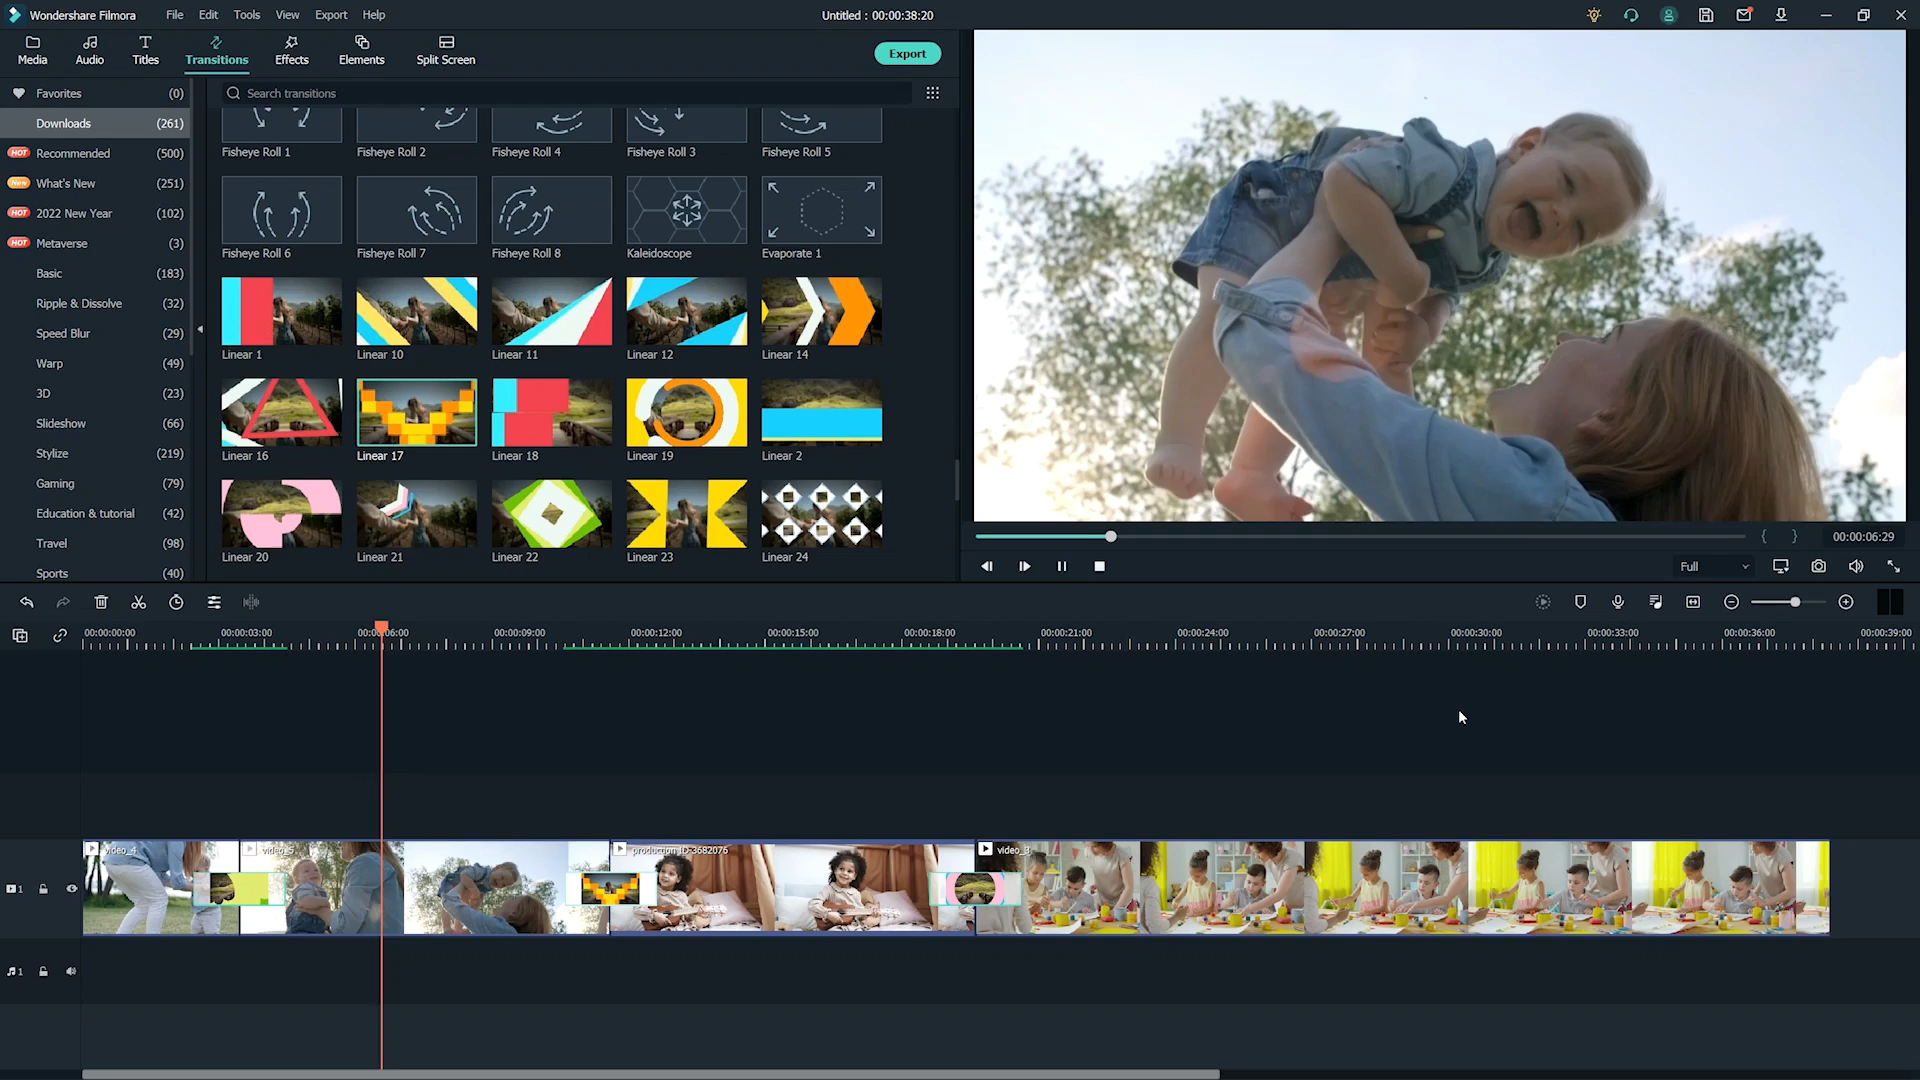 Wondershare Filmora File Edit Tools View Export Help Untitled : 00:00:38:20
Media Audio Titles Transitions Effects Elements Split Screen Export
Favorites (0)
Downloads (261)
HOT Recommended (500)
New What's New (251)
HOT 2022 New Year (102)
HOT Metaverse (3)
Basic (183)
Ripple & Dissolve (32)
Speed Blur (29)
Warp (49)
3D (23)
Slideshow (66)
Stylize (219)
Gaming (79)
Education & tutorial (42)
Travel (98)
Sports (40)
Search transitions
Fisheye Roll 1 Fisheye Roll 2 Fisheye Roll 4 Fisheye Roll 3 Fisheye Roll 5
Fisheye Roll 6 Fisheye Roll 7 Fisheye Roll 8 Kaleidoscope Evaporate 1
Linear 1 Linear 10 Linear 11 Linear 12 Linear 14
Linear 16 Linear 17 Linear 18 Linear 19 Linear 2
Linear 20 Linear 21 Linear 22 Linear 23 Linear 24
{ } 00:00:06:29
Full
00:00:00:00 00:00:03:00 00:00:06:00 00:00:09:00 00:00:12:00 00:00:15:00 00:00:18:00 00:00:21:00 00:00:24:00 00:00:27:00 00:00:30:00 00:00:33:00 00:00:36:00 00:00:39:00
video_4 video_5 production ID-3682076 video_3
1
1